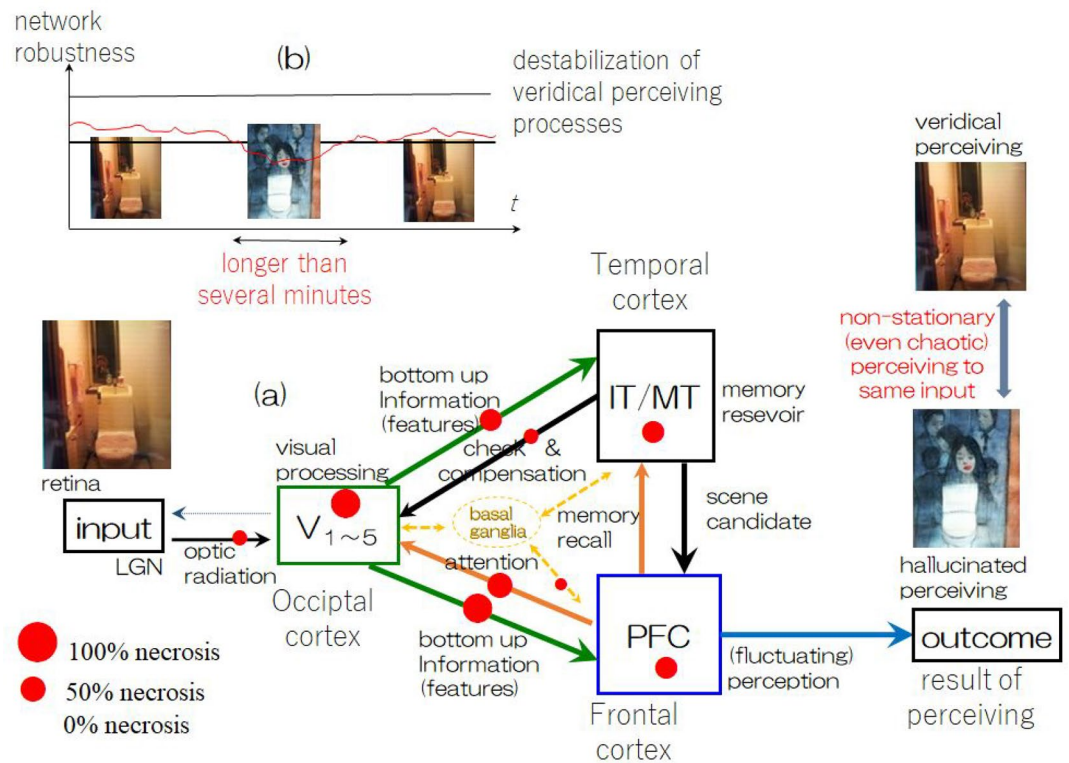 network
robustness
(b)
destabilization of
veridical perceiving
processes
t
longer than
several minutes
veridical
perceiving
non-stationary
(even chaotic)
perceiving to
same input
hallucinated
perceiving
Temporal
cortex
(a)
bottom up
Information
(features)
IT/MT
memory
resevoir
check &
compensation
visual
processing
retina
input
LGN
optic
radiation
V1~5
basal
ganglia
memory
recall
scene
candidate
attention
Occiptal
cortex
bottom up
Information
(features)
PFC
(fluctuating)
perception
outcome
result of
perceiving
Frontal
cortex
100% necrosis
50% necrosis
0% necrosis